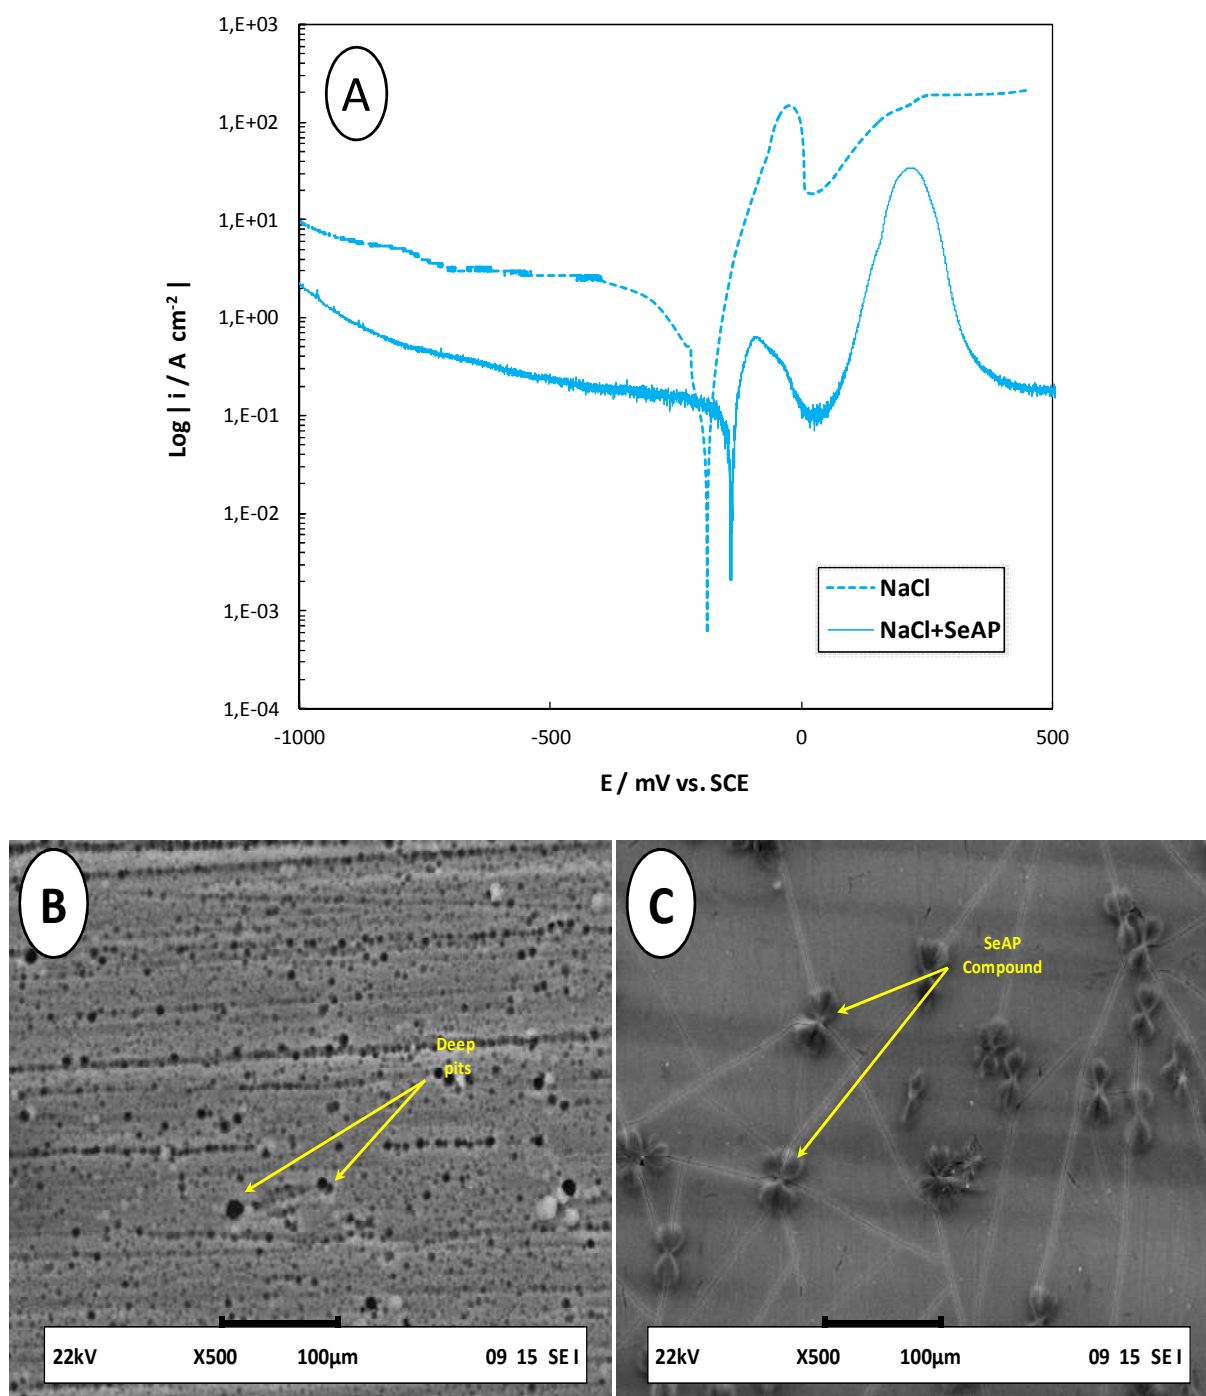 1,E+03
A
1,E+02
1,E+01
1,E+00
1,E-01
1,E-02
1,E-03
1,E-04
Log | i / A cm⁻² |
NaCl
NaCl+SeAP
-1000
-500
0
500
E / mV vs. SCE
B
Deep
pits
22kV X500 100µm 09 15 SE I
C
SeAP
Compound
22kV X500 100µm 09 15 SE I